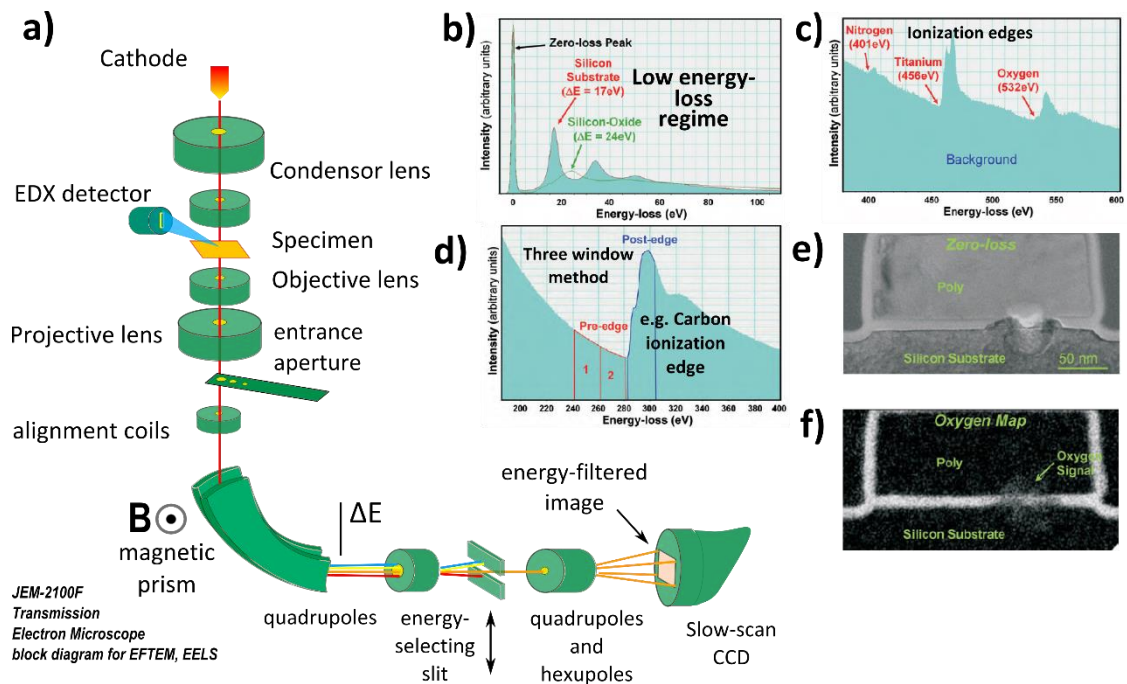 a)
Cathode
Condensor lens
EDX detector
Specimen
Objective lens
Projective lens
entrance
aperture
alignment coils
B
magnetic
prism
ΔE
energy-filtered
image
quadrupoles
energy-
selecting
slit
quadrupoles
and
hexupoles
Slow-scan
CCD
JEM-2100F
Transmission
Electron Microscope
block diagram for EFTEM, EELS
b)
Intensity (arbitrary units)
Zero-loss Peak
Silicon
Substrate
(ΔE = 17eV)
Low energy-
loss
regime
Silicon-Oxide
(ΔE = 24eV)
0 20 40 60 80 100
Energy-loss (eV)
c)
Intensity (arbitrary units)
Ionization edges
Nitrogen
(401eV)
Titanium
(456eV)
Oxygen
(532eV)
Background
400 450 500 550 600
Energy-loss (eV)
d)
Intensity (arbitrary units)
Post-edge
Three window
method
Pre-edge
e.g. Carbon
ionization
edge
1 2
200 220 240 260 280 300 320 340 360 380 400
Energy-loss (eV)
e)
Zero-loss
Poly
Silicon Substrate
50 nm
f)
Oxygen Map
Poly
Oxygen
Signal
Silicon Substrate